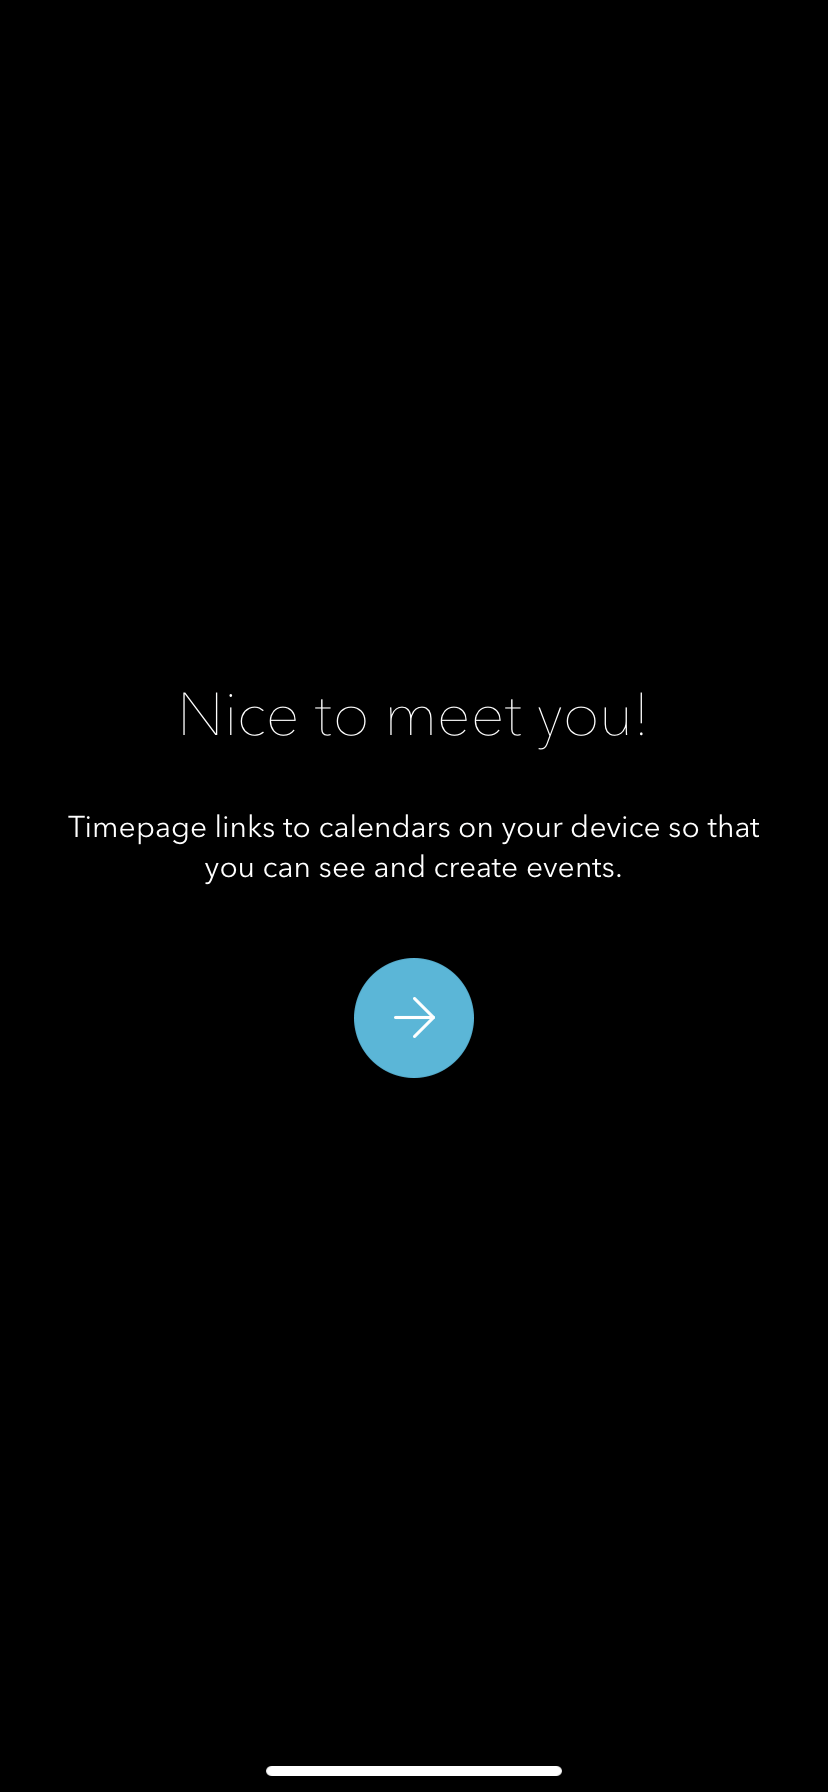 Nice to meet you!
Timepage links to calendars on your device so that
you can see and create events.